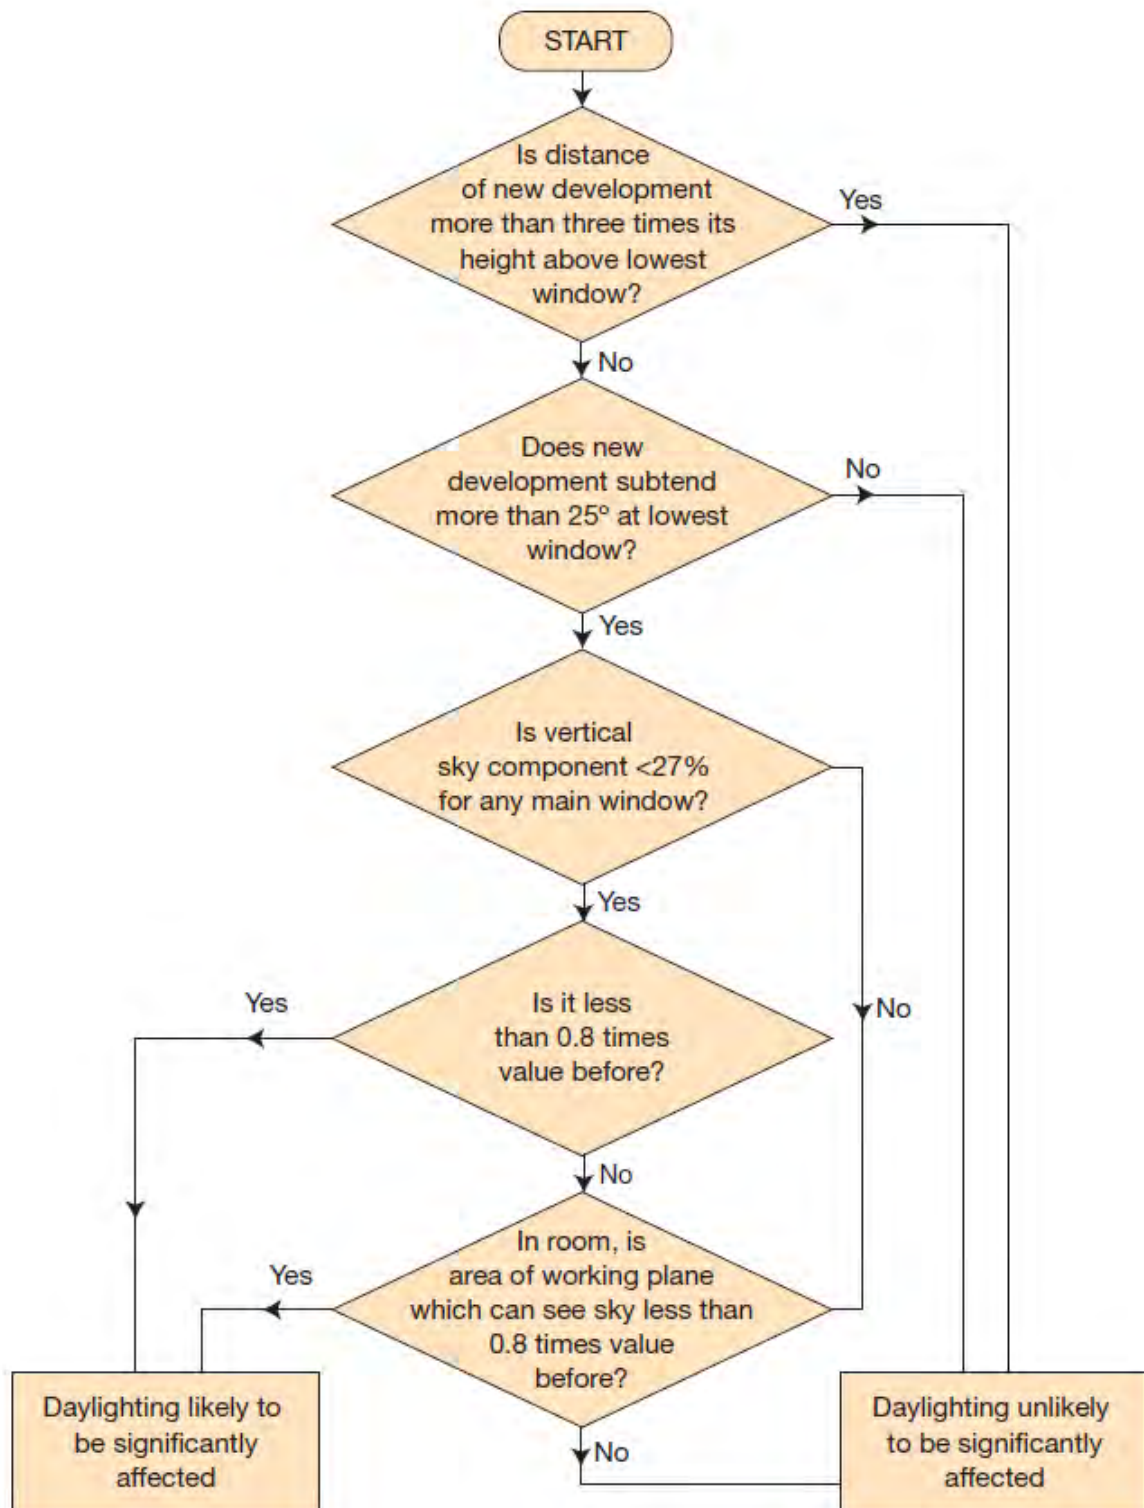 START
Is distance
of new development
more than three times its
height above lowest
window?
Yes
No
Does new
development subtend
more than 25º at lowest
window?
No
Yes
Is vertical
sky component <27%
for any main window?
Yes
No
Is it less
than 0.8 times
value before?
Yes
No
In room, is
area of working plane
which can see sky less than
0.8 times value
before?
Yes
No
Daylighting likely to
be significantly
affected
Daylighting unlikely
to be significantly
affected